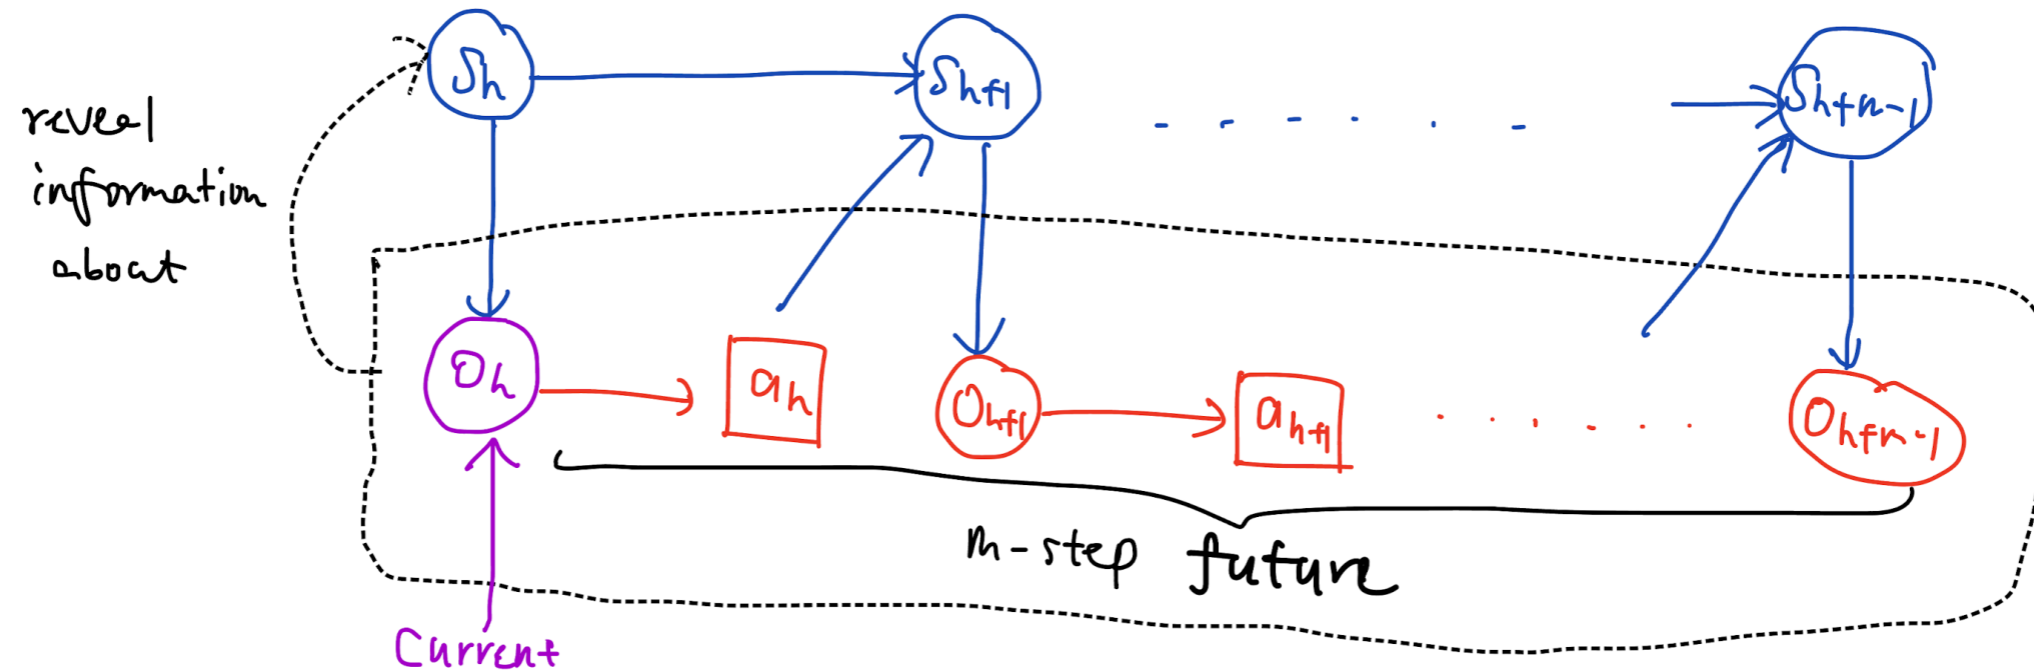 Sh Sh+1 Sh+m-1
reveal
information
about
Oh ah Oh+1 ah+1 Oh+m-1
m-step future
Current